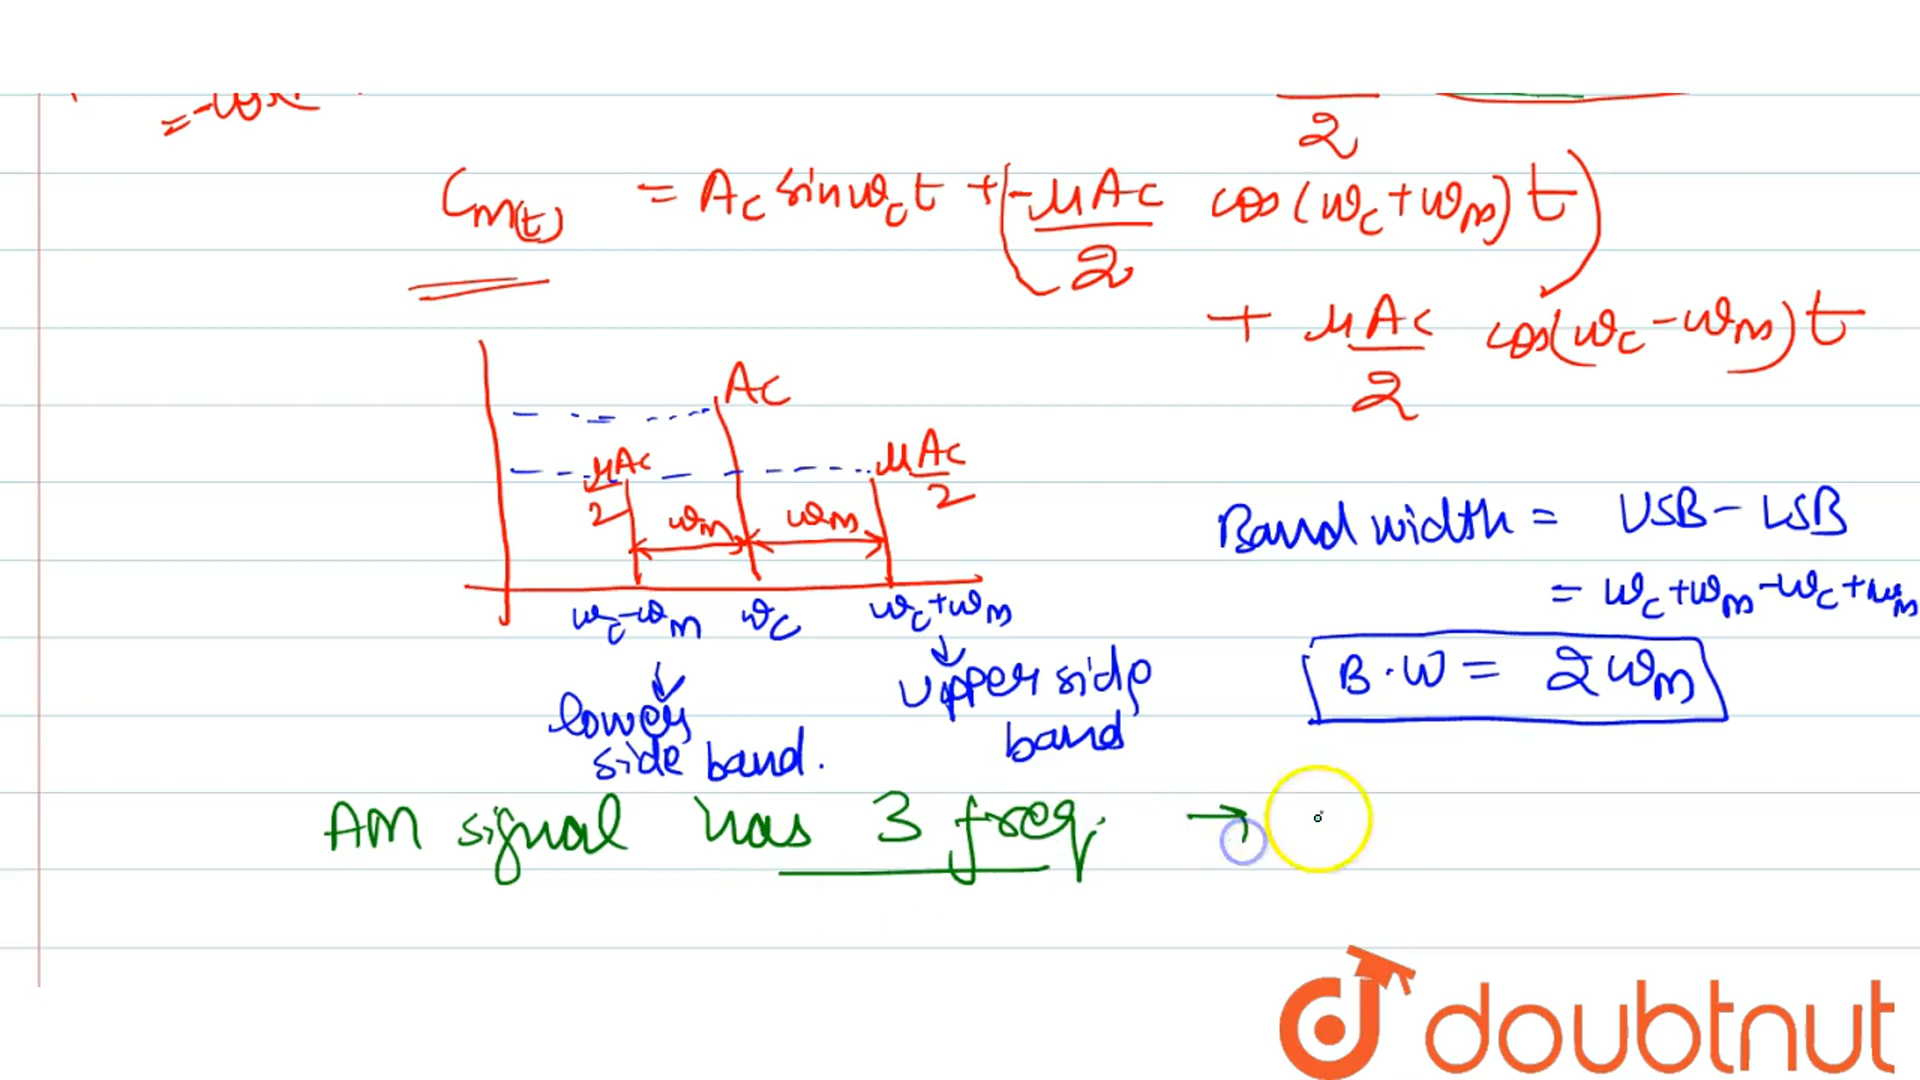 2
Cm(t) = Ac sin ωct + (-μAc/2 cos(ωc+ωm)t)
+ μAc/2 cos(ωc-ωm)t
Ac
μAc/2
μAc/2
ωm ωm
Band width = USB - LSB
= ωc+ωm-ωc+ωm
ωc-ωm ωc ωc+ωm
B.W = 2ωm
lower side band.
Upper side band
AM signal has 3 freq. →
doubtnut